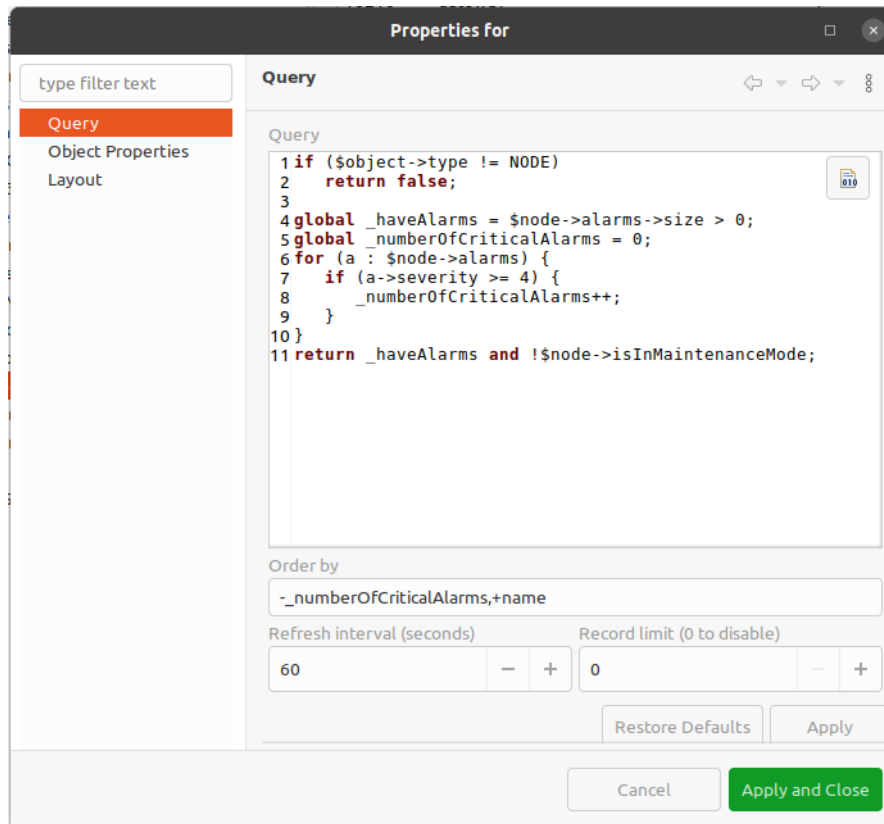 Properties for
type filter text
Query
Object Properties
Layout
Query
Query
1 if ($object->type != NODE)
2    return false;
3
4 global _haveAlarms = $node->alarms->size > 0;
5 global _numberOfCriticalAlarms = 0;
6 for (a : $node->alarms) {
7    if (a->severity >= 4) {
8       _numberOfCriticalAlarms++;
9    }
10 }
11 return _haveAlarms and !$node->isInMaintenanceMode;
Order by
-_numberOfCriticalAlarms,+name
Refresh interval (seconds) Record limit (0 to disable)
60 − + 0 − +
Restore Defaults Apply
Cancel Apply and Close